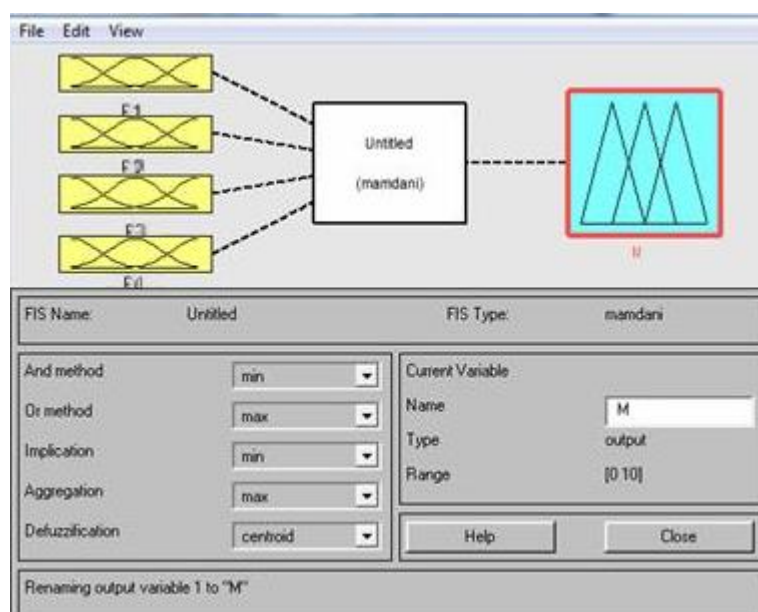 File Edit View
Untitled
(mamdani)
FIS Name: Untitled FIS Type: mamdani
And method min
Or method max
Implication min
Aggregation max
Defuzzification centroid
Current Variable
Name M
Type output
Range [0 10]
Help Close
Renaming output variable 1 to "M"